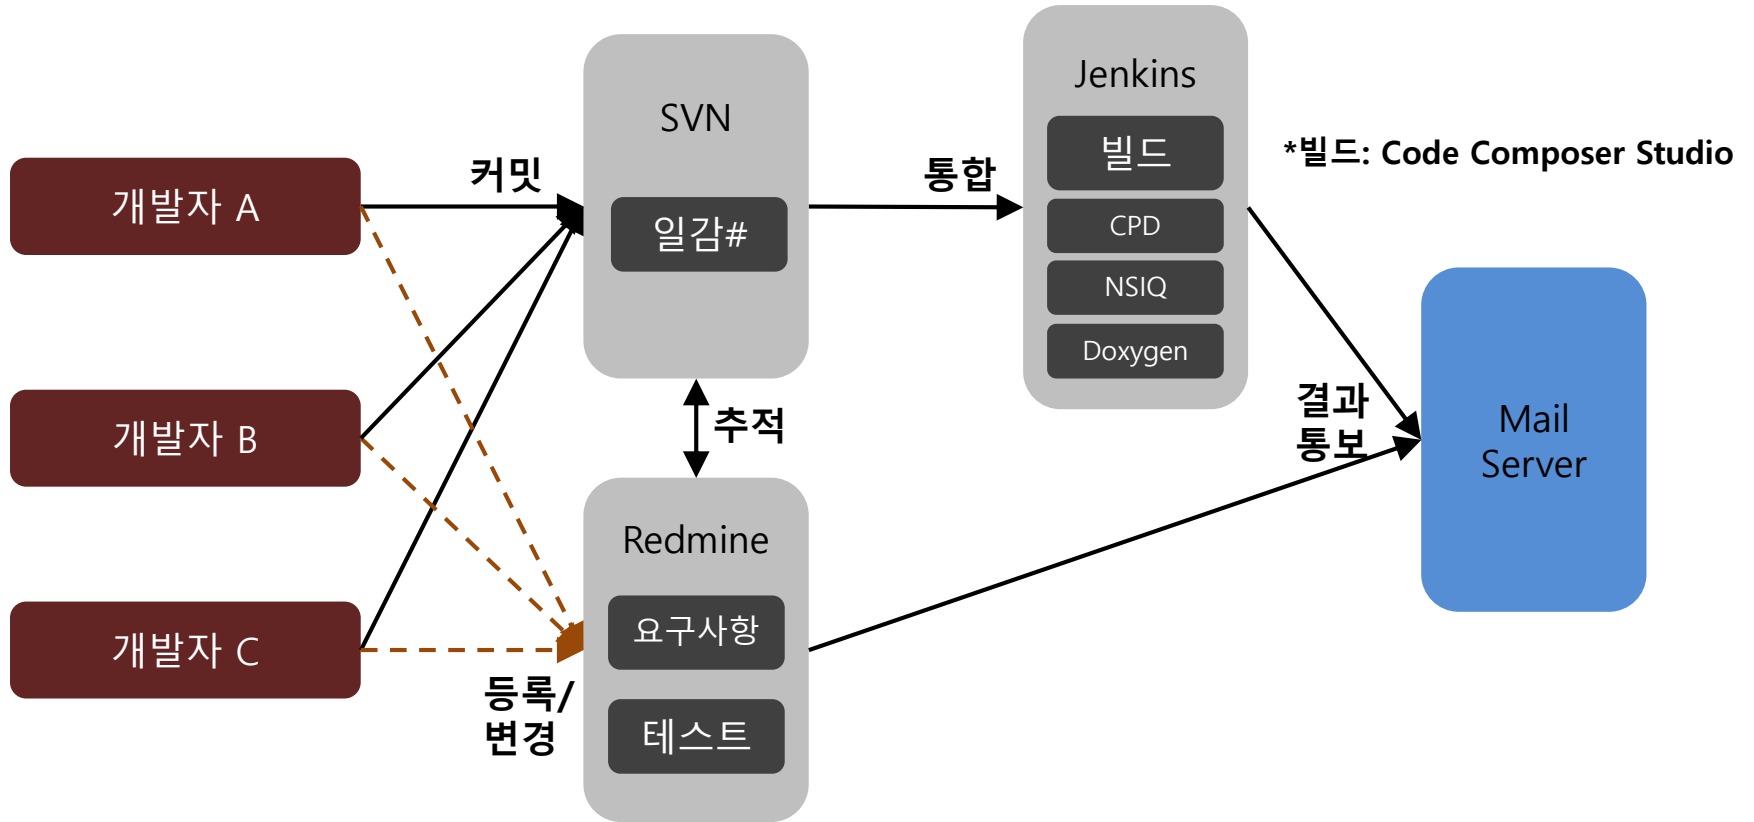 개발자 A
개발자 B
개발자 C
커밋
SVN
일감#
추적
등록/
변경
Redmine
요구사항
테스트
통합
Jenkins
빌드
CPD
NSIQ
Doxygen
*빌드: Code Composer Studio
결과
통보
Mail
Server